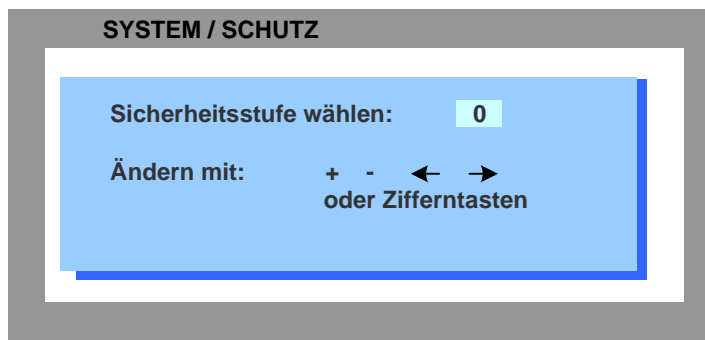 SYSTEM / SCHUTZ
Sicherheitsstufe wählen: 0
Ändern mit: + - ← →
oder Zifferntasten